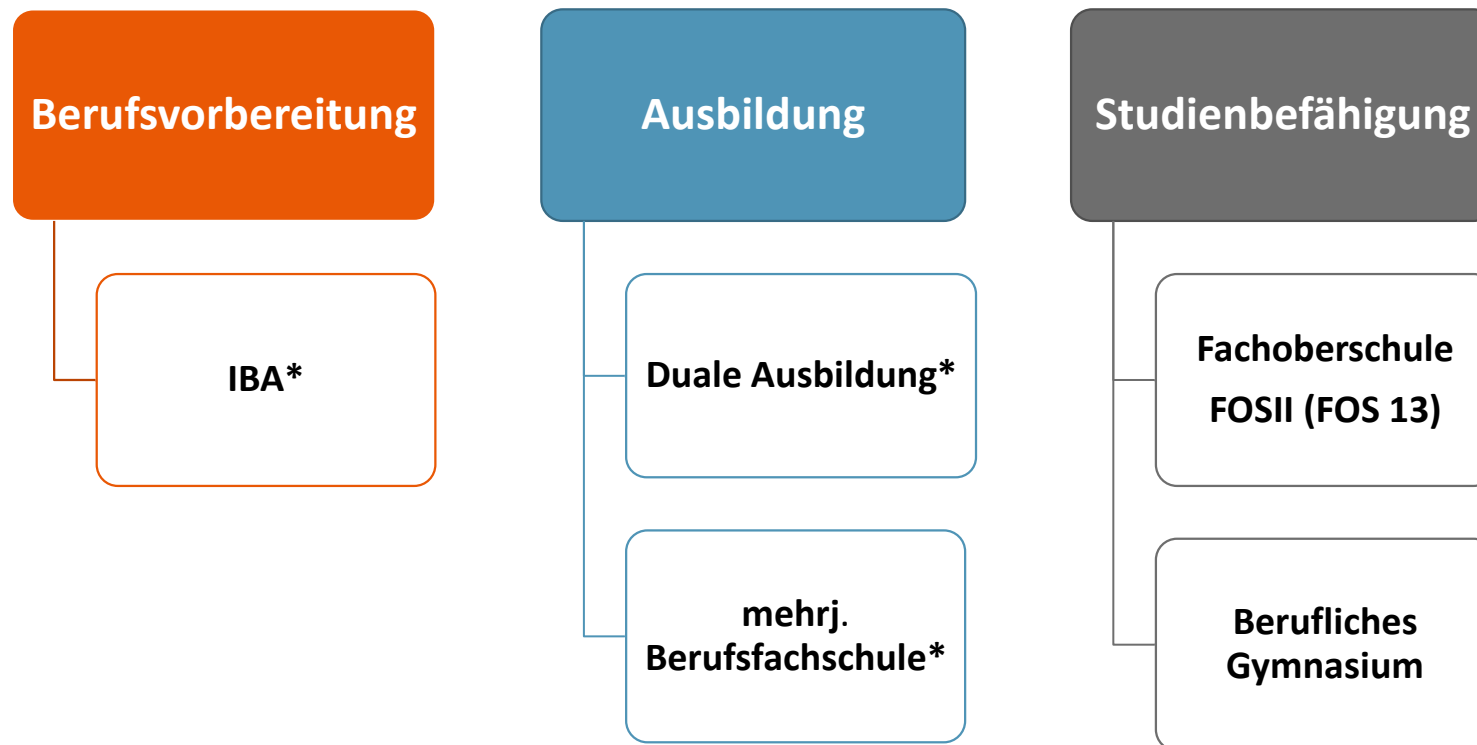 Berufsvorbereitung
IBA*
Ausbildung
Duale Ausbildung*
mehrj.
Berufsfachschule*
Studienbefähigung
Fachoberschule
FOSII (FOS 13)
Berufliches
Gymnasium